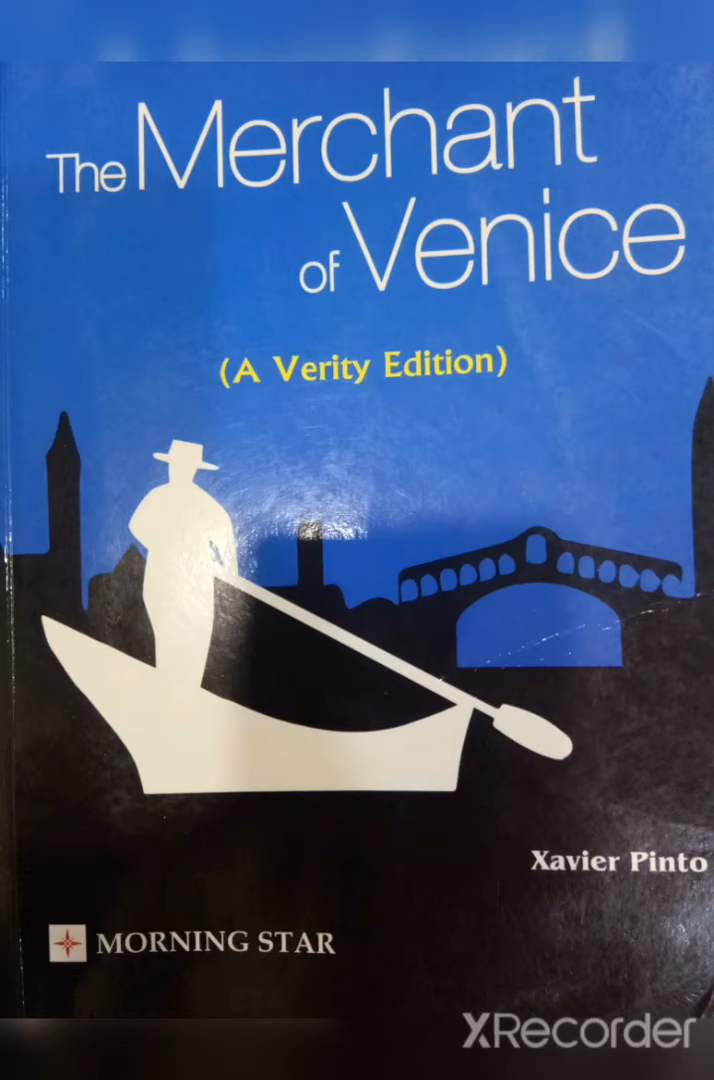 The Merchant
of Venice
(A Verity Edition)
Xavier Pinto
MORNING STAR
XRecorder